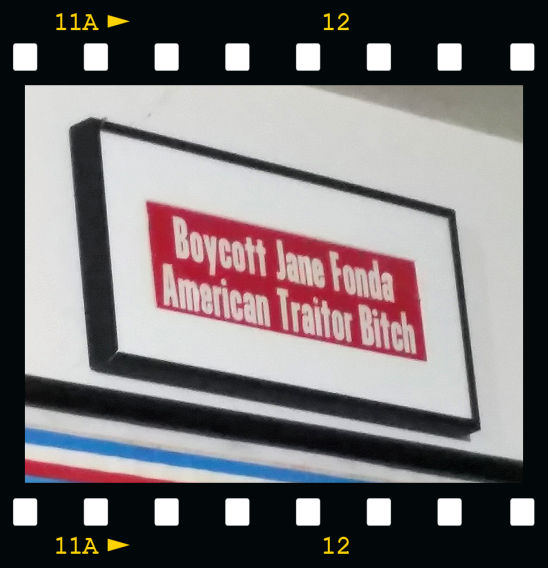 11A ► 12
Boycott Jane Fonda
American Traitor Bitch
11A ► 12